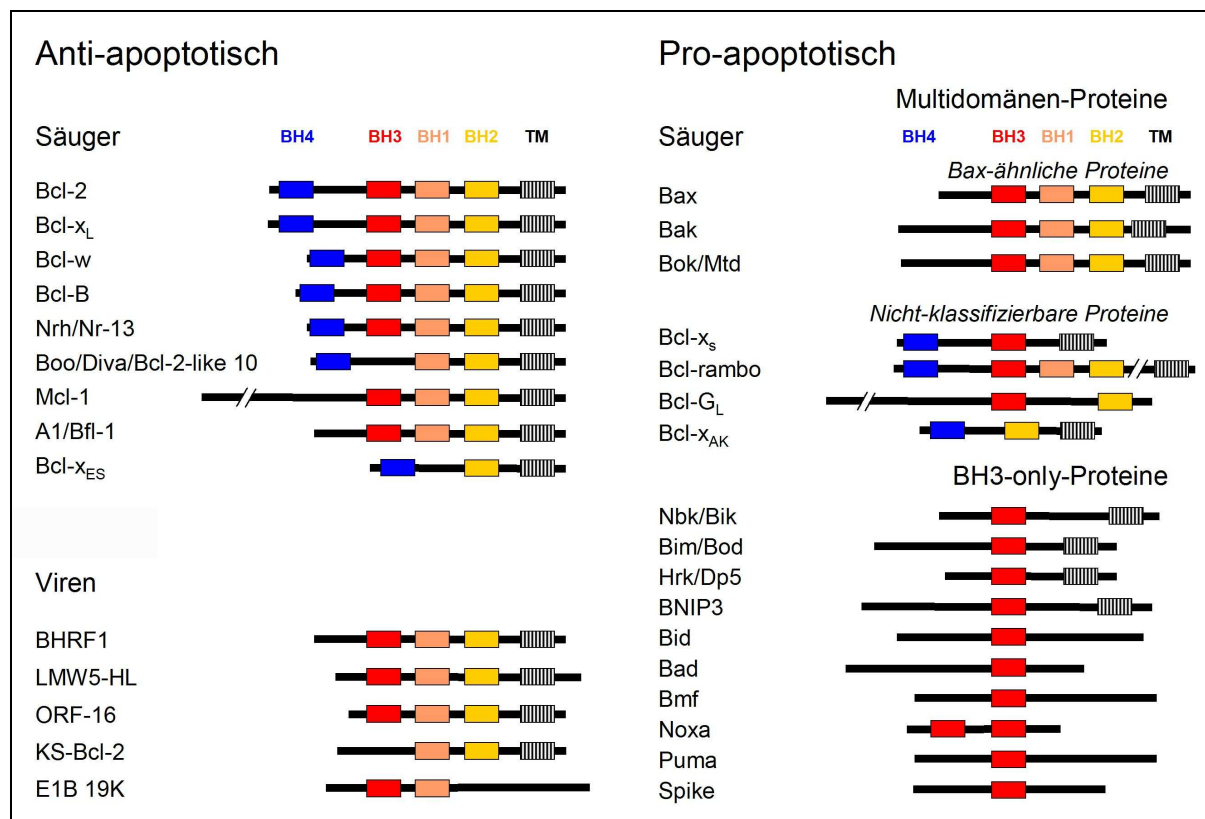 Anti-apoptotisch
Säuger BH4 BH3 BH1 BH2 TM
Bcl-2
Bcl-xL
Bcl-w
Bcl-B
Nrh/Nr-13
Boo/Diva/Bcl-2-like 10
Mcl-1
A1/Bfl-1
Bcl-xES
Viren
BHRF1
LMW5-HL
ORF-16
KS-Bcl-2
E1B 19K
Pro-apoptotisch
Multidomänen-Proteine
Säuger BH4 BH3 BH1 BH2 TM
Bax-ähnliche Proteine
Bax
Bak
Bok/Mtd
Nicht-klassifizierbare Proteine
Bcl-xs
Bcl-rambo
Bcl-GL
Bcl-xAK
BH3-only-Proteine
Nbk/Bik
Bim/Bod
Hrk/Dp5
BNIP3
Bid
Bad
Bmf
Noxa
Puma
Spike